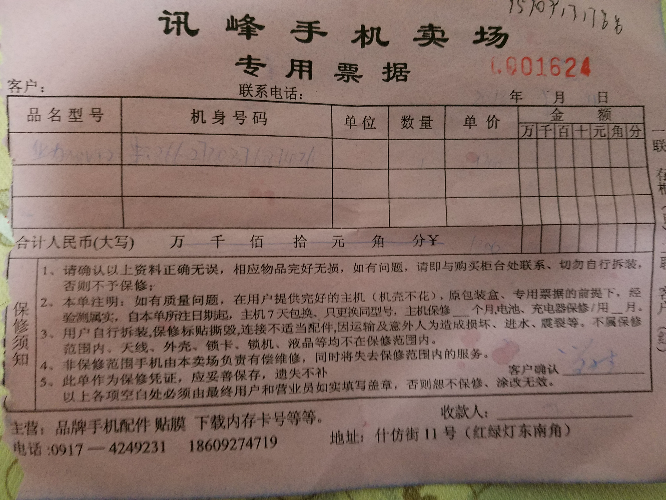 讯峰手机卖场
专用票据
0001624
客户： 联系电话： 年 月 日
品名型号 机身号码 单位 数量 单价 金额
万 千 百 十 元 角 分
合计人民币(大写) 万 千 佰 拾 元 角 分¥
保修须知
1、请确认以上资料正确无误，相应物品完好无损，如有问题，请即与购买柜台处联系、切勿自行拆装，
否则不予保修；
2、本单注明：如有质量问题，在用户提供完好的主机（机壳不花），原包装盒、专用票据的前提下，经
验测属实，自本单所注日期起，主机7天包换、只更换同型号，主机保修__个月,电池、充电器保修/用__月。
3、用户自行拆装,保修标贴撕毁,连接不适当配件,因运输及意外人为造成损坏、进水、震裂等。不属保修
范围内、天线、外壳、锁卡、锁机、液晶等均不在保修范围内。
4、非保修范围手机由本卖场负责有偿维修，同时将失去保修范围内的服务。
5、此单作为保修凭证，应妥善保存，遗失不补 客户确认
以上各项空白处必须由最终用户和营业员如实填写盖章，否则恕不保修、涂改无效。
收款人：
主营：品牌手机配件 贴膜 下载内存卡号等等。
电话:0917—4249231 18609274719 地址：什仿街11号（红绿灯东南角）